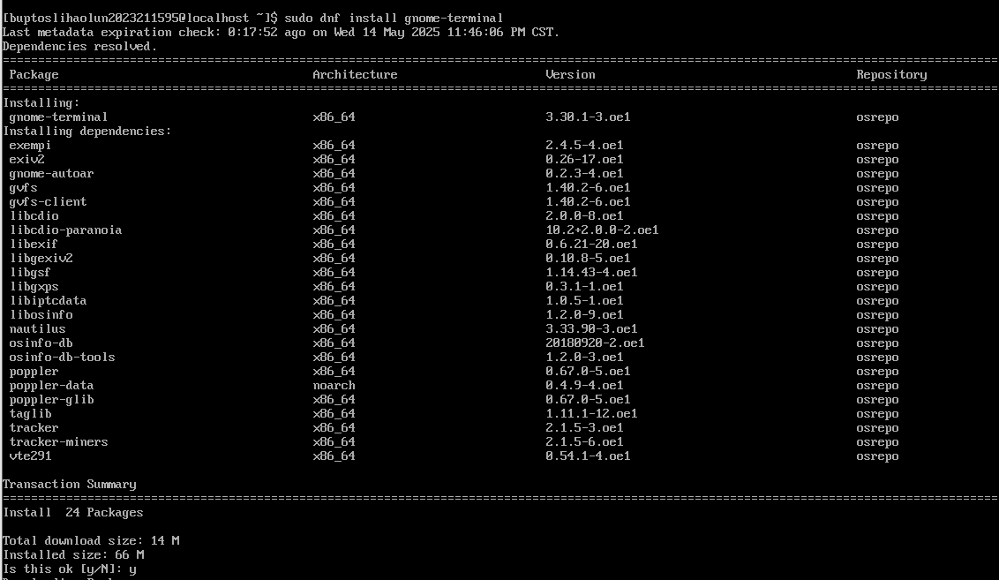 [buptoslihaolun2023211595@localhost ~]$ sudo dnf install gnome-terminal
Last metadata expiration check: 0:17:52 ago on Wed 14 May 2025 11:46:06 PM CST.
Dependencies resolved.
Package Architecture Version Repository
Installing:
gnome-terminal x86_64 3.30.1-3.oe1 osrepo
Installing dependencies:
exempi x86_64 2.4.5-4.oe1 osrepo
exiv2 x86_64 0.26-17.oe1 osrepo
gnome-autoar x86_64 0.2.3-4.oe1 osrepo
gvfs x86_64 1.40.2-6.oe1 osrepo
gvfs-client x86_64 1.40.2-6.oe1 osrepo
libcdio x86_64 2.0.0-8.oe1 osrepo
libcdio-paranoia x86_64 10.2+2.0.0-2.oe1 osrepo
libexif x86_64 0.6.21-20.oe1 osrepo
libgexiv2 x86_64 0.10.8-5.oe1 osrepo
libgsf x86_64 1.14.43-4.oe1 osrepo
libgxps x86_64 0.3.1-1.oe1 osrepo
libiptcdata x86_64 1.0.5-1.oe1 osrepo
libosinfo x86_64 1.2.0-9.oe1 osrepo
nautilus x86_64 3.33.90-3.oe1 osrepo
osinfo-db x86_64 20180920-2.oe1 osrepo
osinfo-db-tools x86_64 1.2.0-3.oe1 osrepo
poppler x86_64 0.67.0-5.oe1 osrepo
poppler-data noarch 0.4.9-4.oe1 osrepo
poppler-glib x86_64 0.67.0-5.oe1 osrepo
taglib x86_64 1.11.1-12.oe1 osrepo
tracker x86_64 2.1.5-3.oe1 osrepo
tracker-miners x86_64 2.1.5-6.oe1 osrepo
vte291 x86_64 0.54.1-4.oe1 osrepo
Transaction Summary
Install 24 Packages
Total download size: 14 M
Installed size: 66 M
Is this ok [y/N]: y